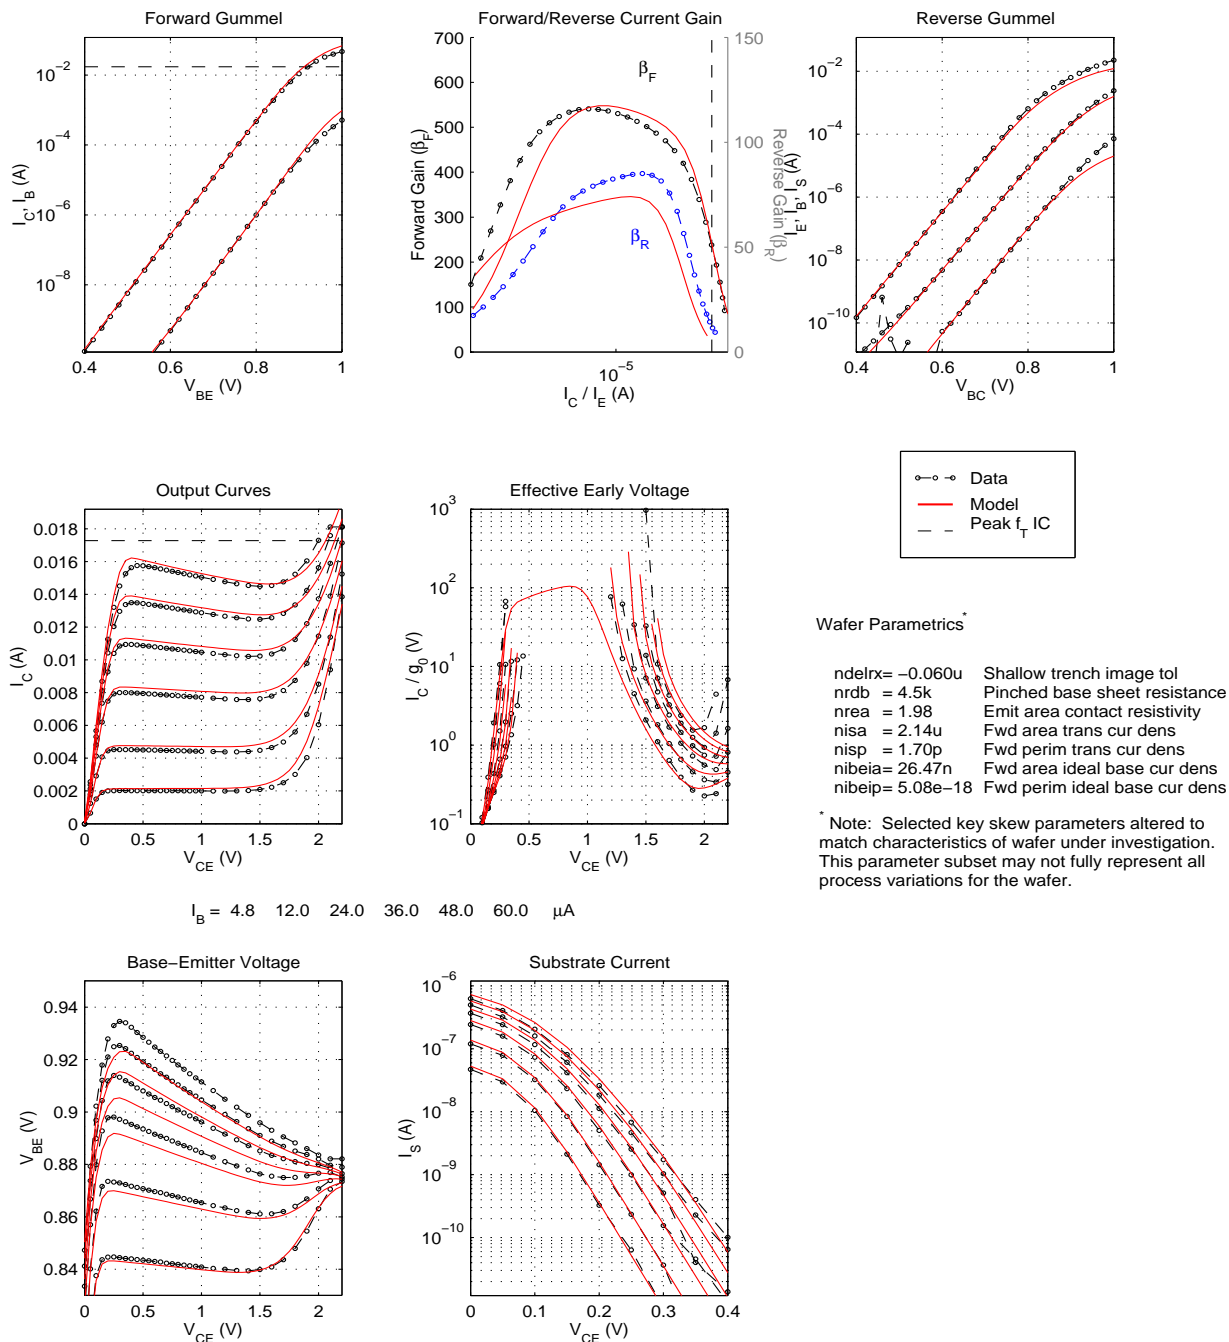 Forward Gummel
10^-2
10^-4
10^-6
10^-8
I_C, I_B (A)
0.4 0.6 0.8 1
V_BE (V)
Forward/Reverse Current Gain
700
600
500
400
300
200
100
0
Forward Gain (β_F)
β_F
β_R
150
100
50
0
Reverse Gain (β_R)
10^-5
I_C / I_E (A)
Reverse Gummel
10^-2
10^-4
10^-6
10^-8
10^-10
I_E, I_B, I_S (A)
0.4 0.6 0.8 1
V_BC (V)
Data
Model
Peak f_T IC
Output Curves
0.018
0.016
0.014
0.012
0.01
0.008
0.006
0.004
0.002
0
I_C (A)
0 0.5 1 1.5 2
V_CE (V)
Effective Early Voltage
10^3
10^2
10^1
10^0
10^-1
I_C / g_0 (V)
0 0.5 1 1.5 2
V_CE (V)
Wafer Parametrics*
ndelrx= −0.060u Shallow trench image tol
nrdb = 4.5k Pinched base sheet resistance
nrea = 1.98 Emit area contact resistivity
nisa = 2.14u Fwd area trans cur dens
nisp = 1.70p Fwd perim trans cur dens
nibeia= 26.47n Fwd area ideal base cur dens
nibeip= 5.08e−18 Fwd perim ideal base cur dens
* Note: Selected key skew parameters altered to
match characteristics of wafer under investigation.
This parameter subset may not fully represent all
process variations for the wafer.
I_B = 4.8 12.0 24.0 36.0 48.0 60.0 μA
Base−Emitter Voltage
0.94
0.92
0.9
0.88
0.86
0.84
V_BE (V)
0 0.5 1 1.5 2
V_CE (V)
Substrate Current
10^-6
10^-7
10^-8
10^-9
10^-10
I_S (A)
0 0.1 0.2 0.3 0.4
V_CE (V)